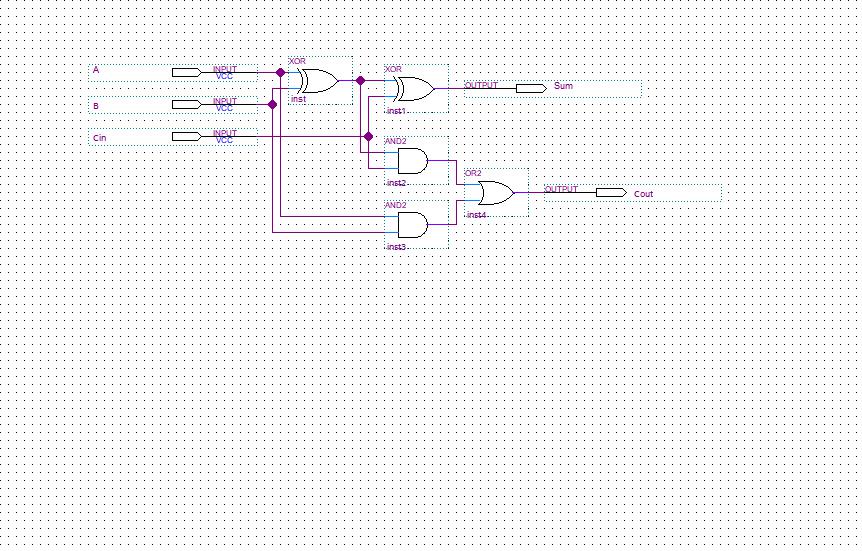 A
INPUT
VCC
XOR
inst
XOR
inst1
OUTPUT
Sum
B
INPUT
VCC
Cin
INPUT
VCC
AND2
inst2
OR2
inst4
OUTPUT
Cout
AND2
inst3